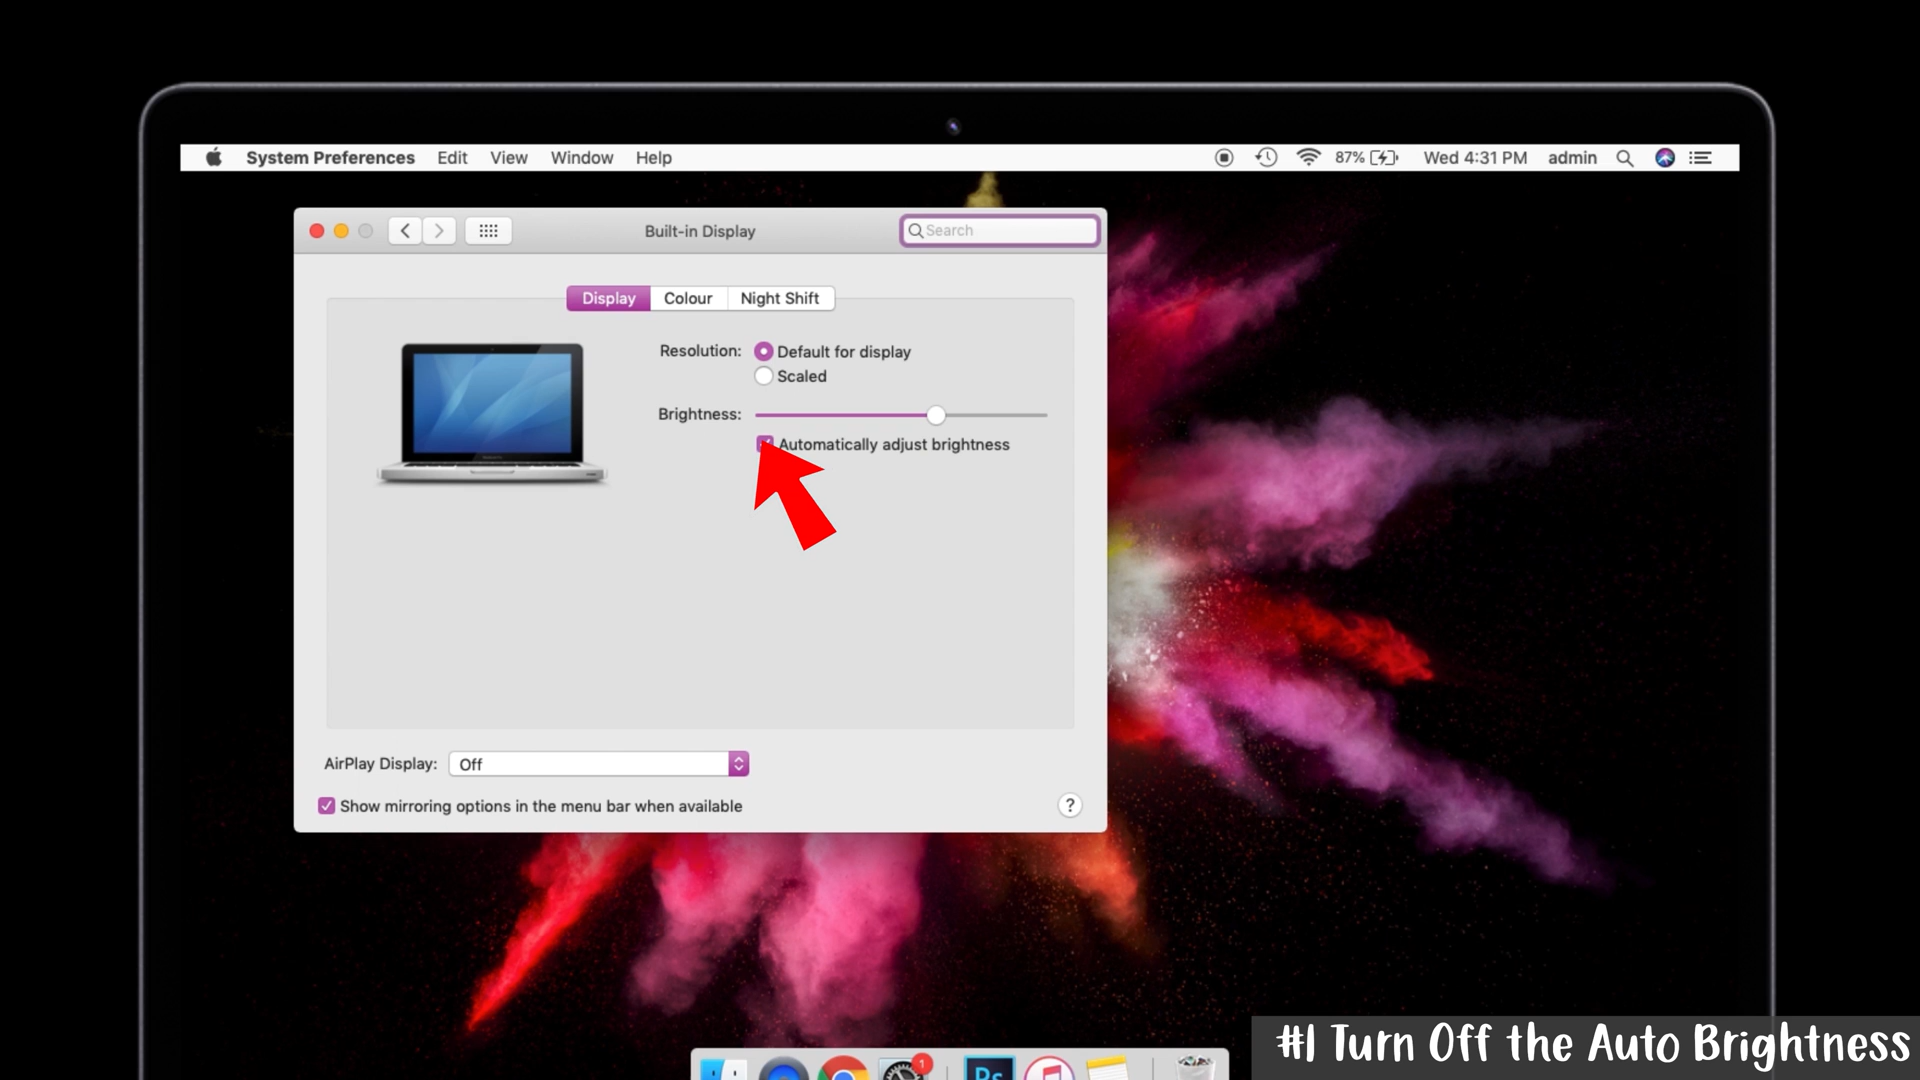 System Preferences Edit View Window Help 87% Wed 4:31 PM admin
Built-in Display
Search
Display Colour Night Shift
Resolution: Default for display
Scaled
Brightness:
Automatically adjust brightness
AirPlay Display: Off
Show mirroring options in the menu bar when available
?
1
Ps
#1 Turn Off the Auto Brightness